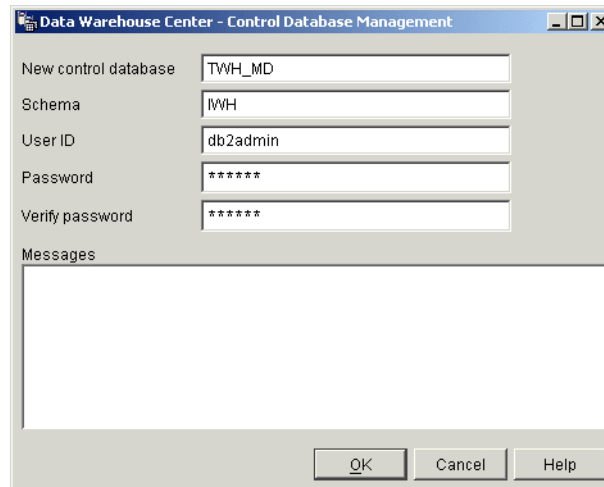 Data Warehouse Center - Control Database Management
New control database TWH_MD
Schema IWH
User ID db2admin
Password ******
Verify password ******
Messages
OK Cancel Help